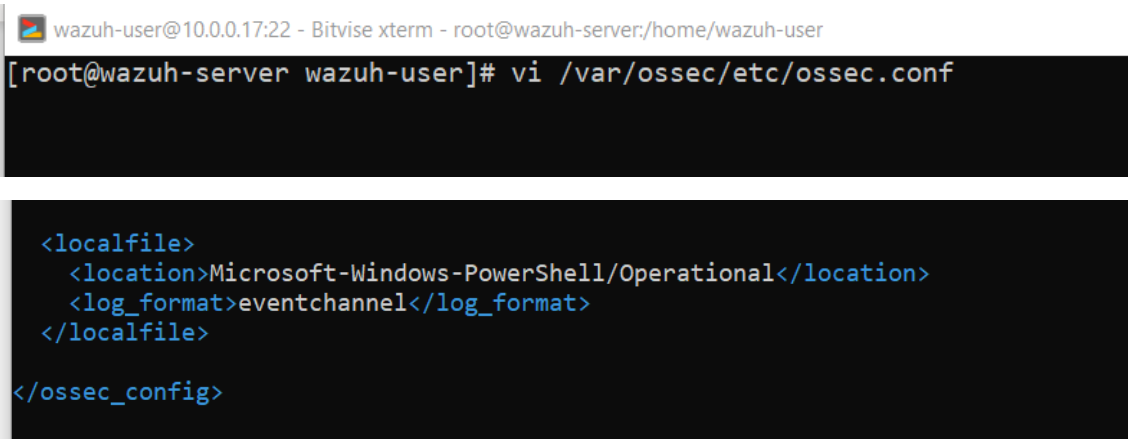 wazuh-user@10.0.0.17:22 - Bitvise xterm - root@wazuh-server:/home/wazuh-user
[root@wazuh-server wazuh-user]# vi /var/ossec/etc/ossec.conf
<localfile>
<location>Microsoft-Windows-PowerShell/Operational</location>
<log_format>eventchannel</log_format>
</localfile>
</ossec_config>